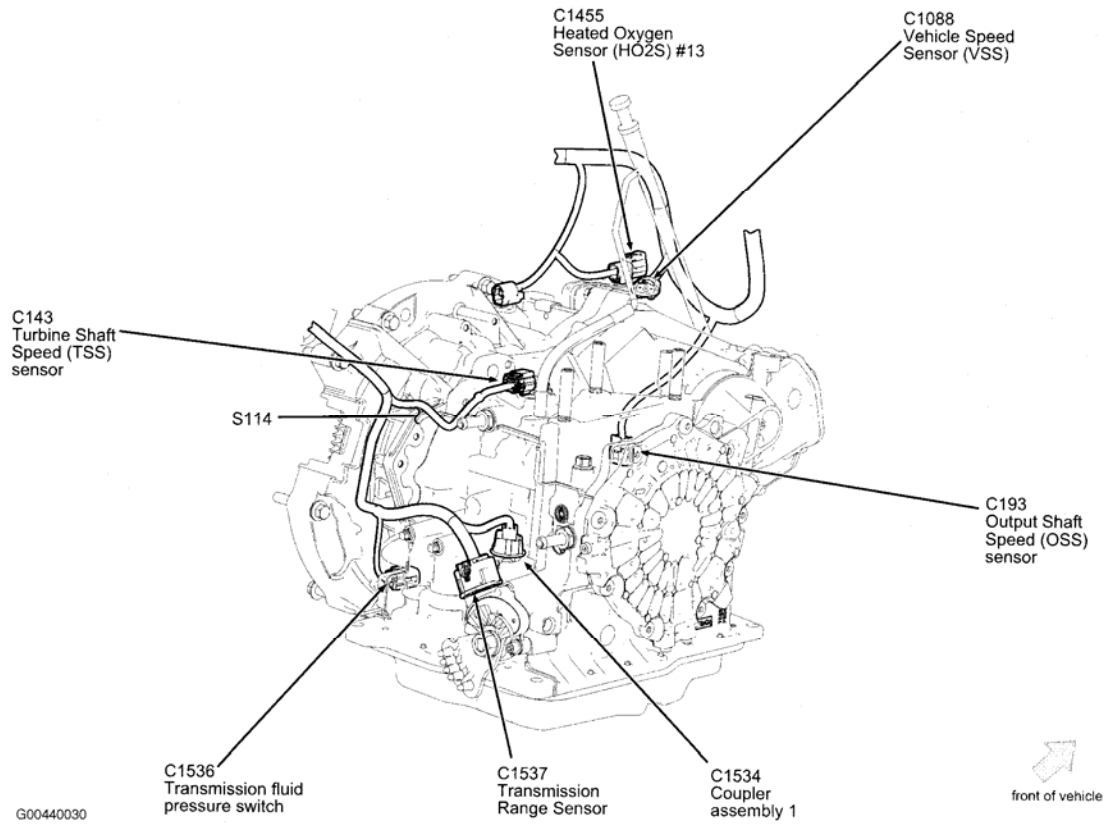 C1455
Heated Oxygen
Sensor (HO2S) #13
C1088
Vehicle Speed
Sensor (VSS)
C143
Turbine Shaft
Speed (TSS)
sensor
S114
C193
Output Shaft
Speed (OSS)
sensor
C1536
Transmission fluid
pressure switch
C1537
Transmission
Range Sensor
C1534
Coupler
assembly 1
front of vehicle
G00440030